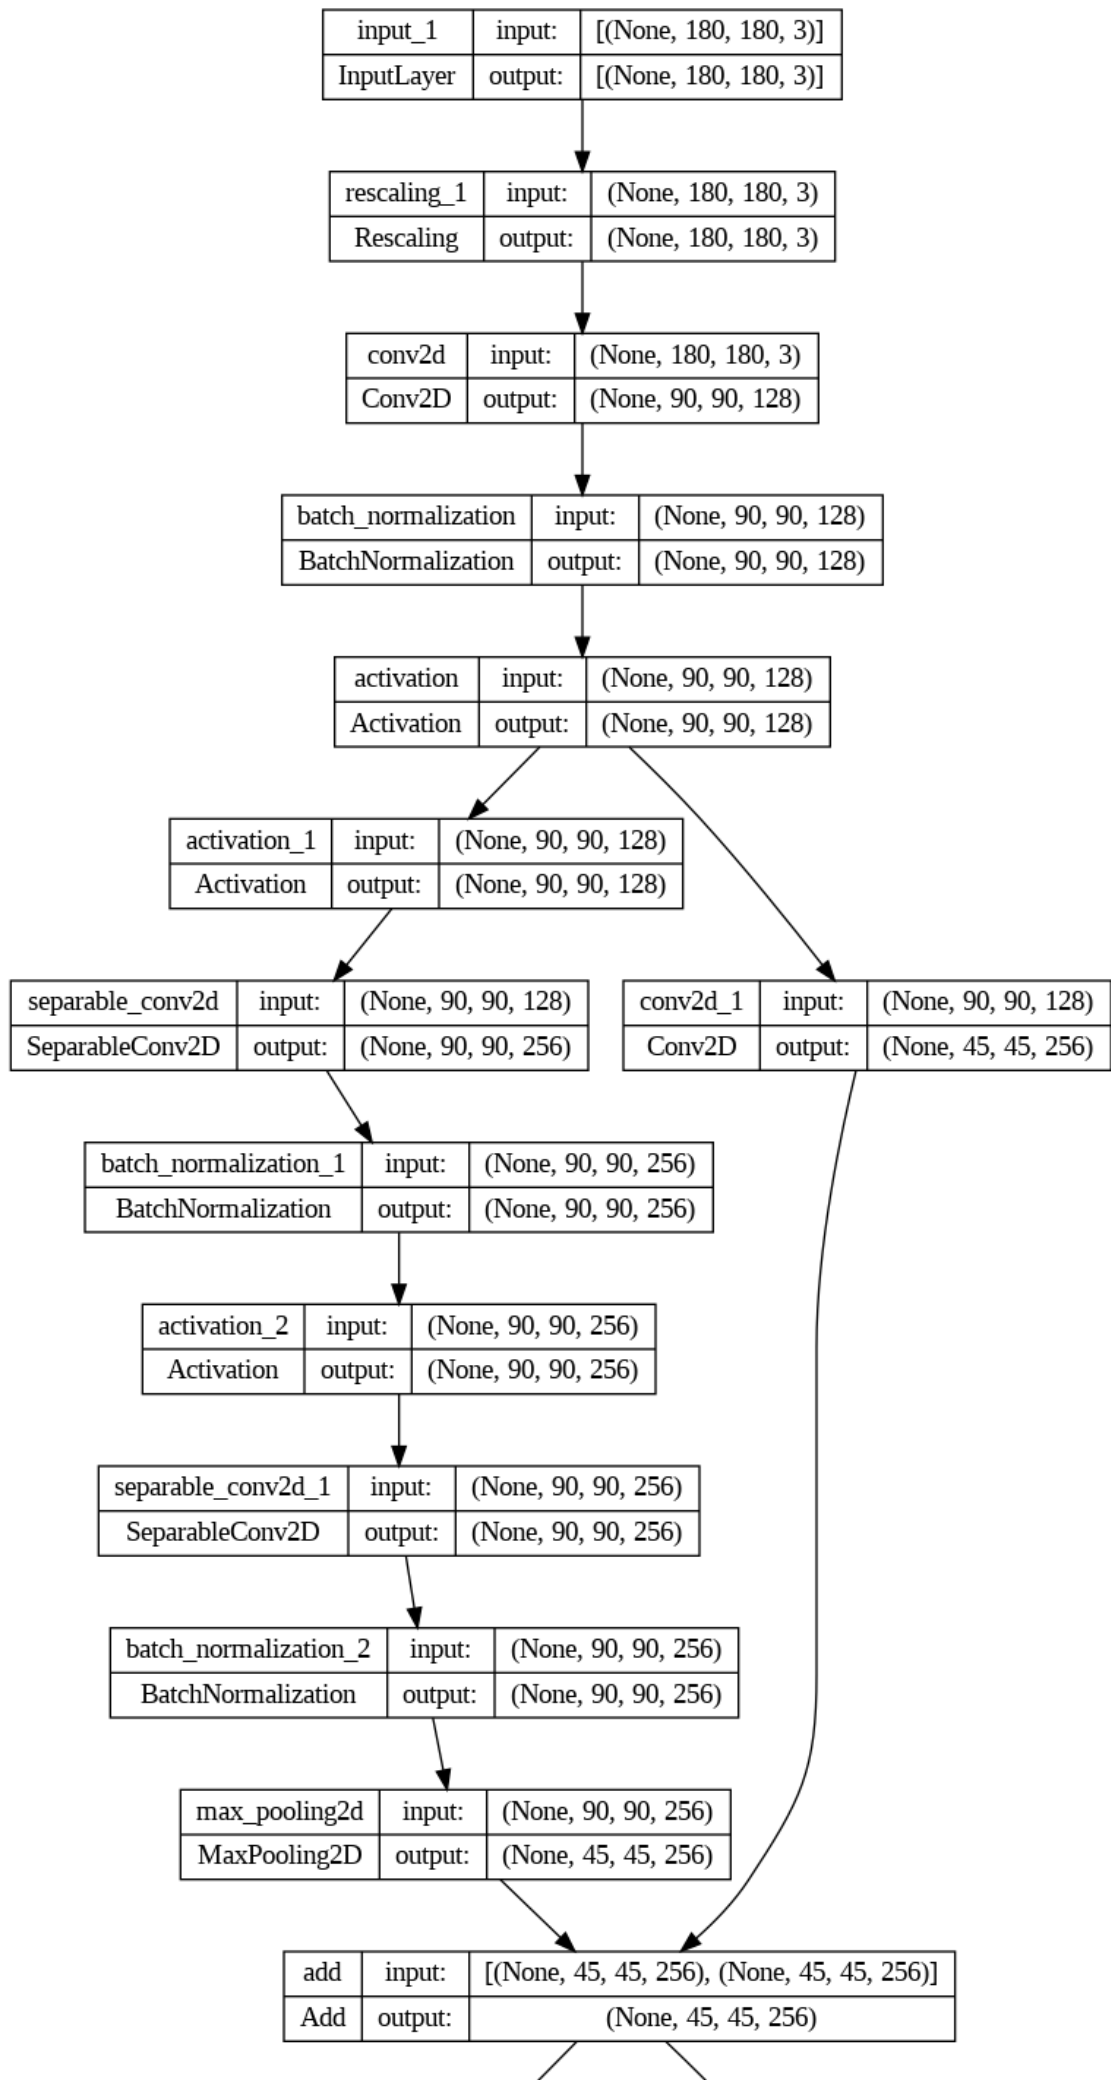 input_1 input: [(None, 180, 180, 3)]
InputLayer output: [(None, 180, 180, 3)]
rescaling_1 input: (None, 180, 180, 3)
Rescaling output: (None, 180, 180, 3)
conv2d input: (None, 180, 180, 3)
Conv2D output: (None, 90, 90, 128)
batch_normalization input: (None, 90, 90, 128)
BatchNormalization output: (None, 90, 90, 128)
activation input: (None, 90, 90, 128)
Activation output: (None, 90, 90, 128)
activation_1 input: (None, 90, 90, 128)
Activation output: (None, 90, 90, 128)
separable_conv2d input: (None, 90, 90, 128)
SeparableConv2D output: (None, 90, 90, 256)
conv2d_1 input: (None, 90, 90, 128)
Conv2D output: (None, 45, 45, 256)
batch_normalization_1 input: (None, 90, 90, 256)
BatchNormalization output: (None, 90, 90, 256)
activation_2 input: (None, 90, 90, 256)
Activation output: (None, 90, 90, 256)
separable_conv2d_1 input: (None, 90, 90, 256)
SeparableConv2D output: (None, 90, 90, 256)
batch_normalization_2 input: (None, 90, 90, 256)
BatchNormalization output: (None, 90, 90, 256)
max_pooling2d input: (None, 90, 90, 256)
MaxPooling2D output: (None, 45, 45, 256)
add input: [(None, 45, 45, 256), (None, 45, 45, 256)]
Add output: (None, 45, 45, 256)